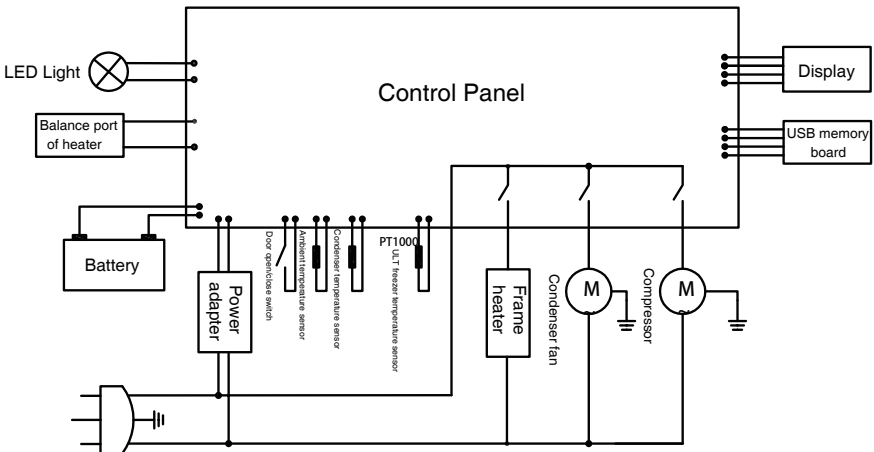 LED Light
Control Panel
Display
Balance port
of heater
USB memory
board
Battery
Door open/close switch
Ambient temperature sensor
Condenser temperature sensor
PT1000
ULT freezer temperature sensor
Power
adapter
Frame
heater
M
Condenser fan
M
Compressor